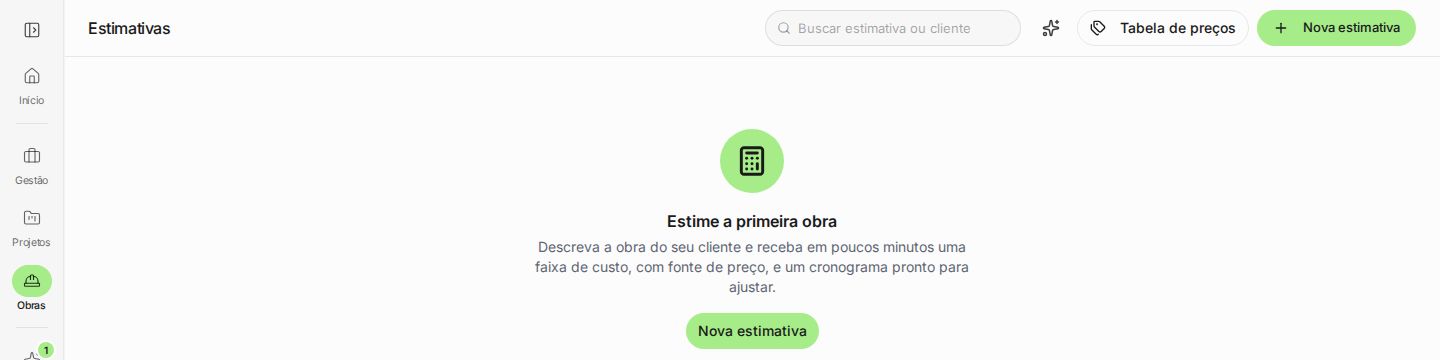 Estimativas
Buscar estimativa ou cliente
Tabela de preços
Nova estimativa
Início
Gestão
Projetos
Obras
1
Estime a primeira obra
Descreva a obra do seu cliente e receba em poucos minutos uma
faixa de custo, com fonte de preço, e um cronograma pronto para
ajustar.
Nova estimativa